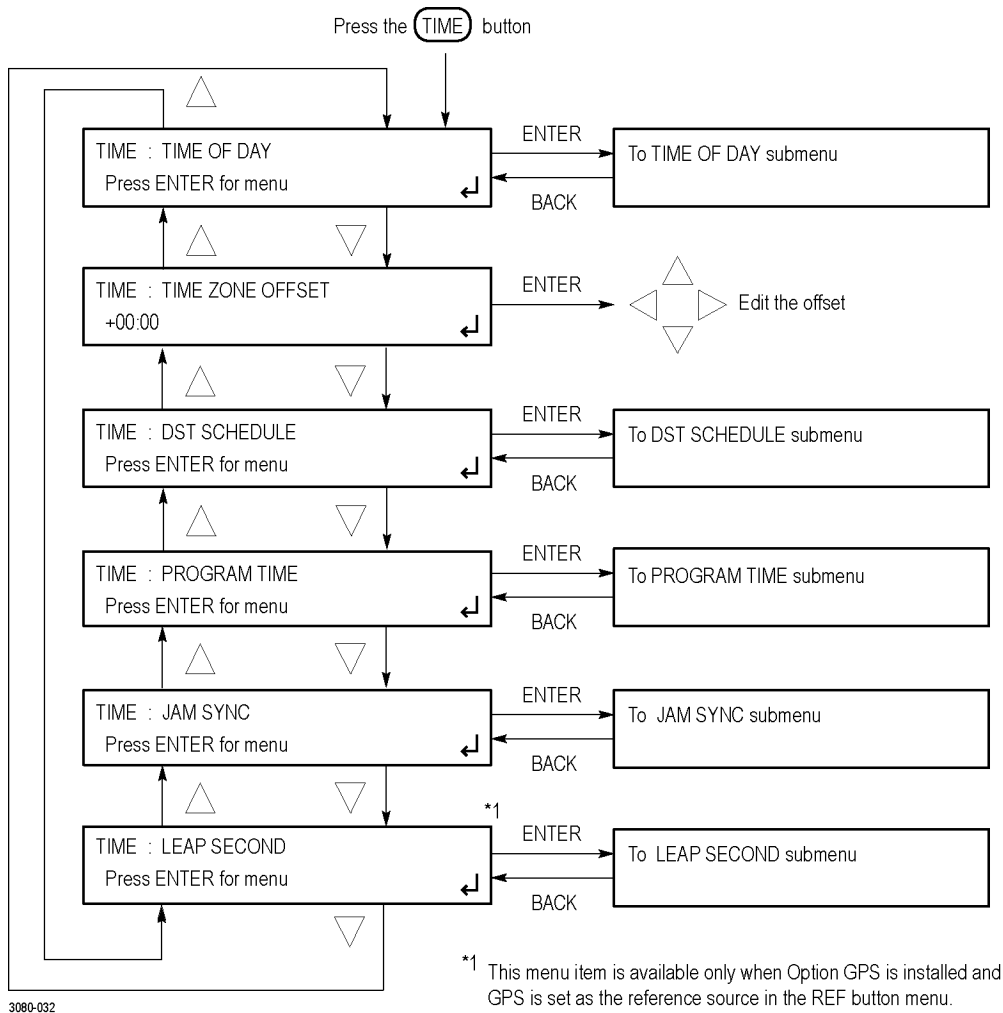 Press the TIME button
TIME : TIME OF DAY
Press ENTER for menu
ENTER
BACK
To TIME OF DAY submenu
TIME : TIME ZONE OFFSET
+00:00
ENTER
Edit the offset
TIME : DST SCHEDULE
Press ENTER for menu
ENTER
BACK
To DST SCHEDULE submenu
TIME : PROGRAM TIME
Press ENTER for menu
ENTER
BACK
To PROGRAM TIME submenu
TIME : JAM SYNC
Press ENTER for menu
ENTER
BACK
To JAM SYNC submenu
*1
TIME : LEAP SECOND
Press ENTER for menu
ENTER
BACK
To LEAP SECOND submenu
*1 This menu item is available only when Option GPS is installed and
GPS is set as the reference source in the REF button menu.
3080-032